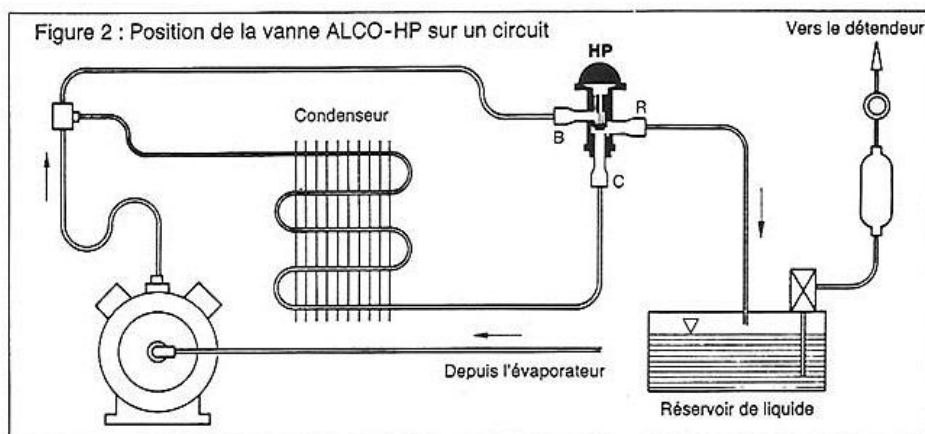 Figure 2 : Position de la vanne ALCO-HP sur un circuit
Vers le détendeur
HP
Condenseur
B
R
C
Depuis l'évaporateur
Réservoir de liquide